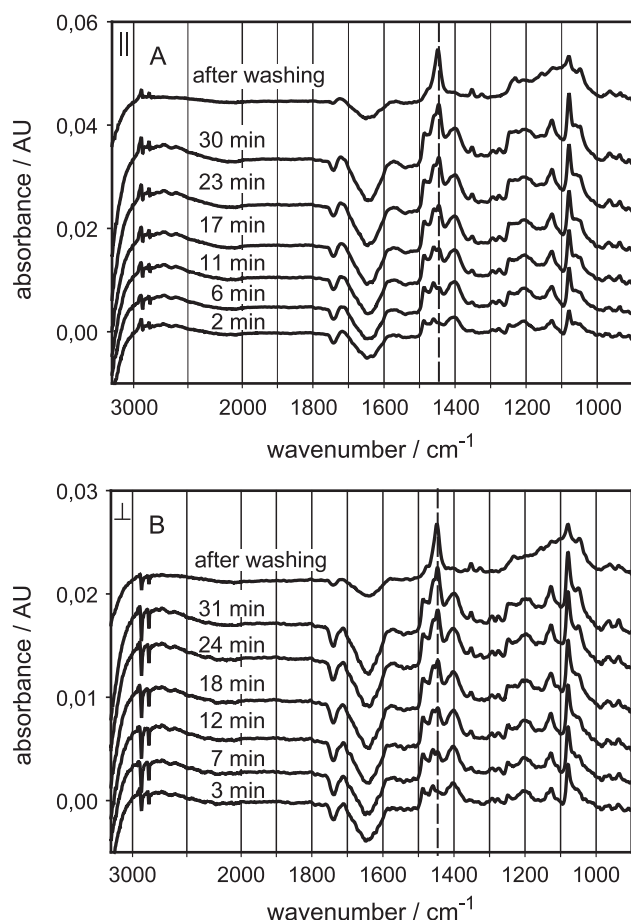 0,06
|| A
after washing
0,04
30 min
23 min
0,02
17 min
11 min
6 min
0,00
2 min
absorbance / AU
3000 2000 1800 1600 1400 1200 1000
wavenumber / cm⁻¹
0,03
⊥ B
after washing
0,02
31 min
24 min
0,01
18 min
12 min
7 min
0,00
3 min
absorbance / AU
3000 2000 1800 1600 1400 1200 1000
wavenumber / cm⁻¹